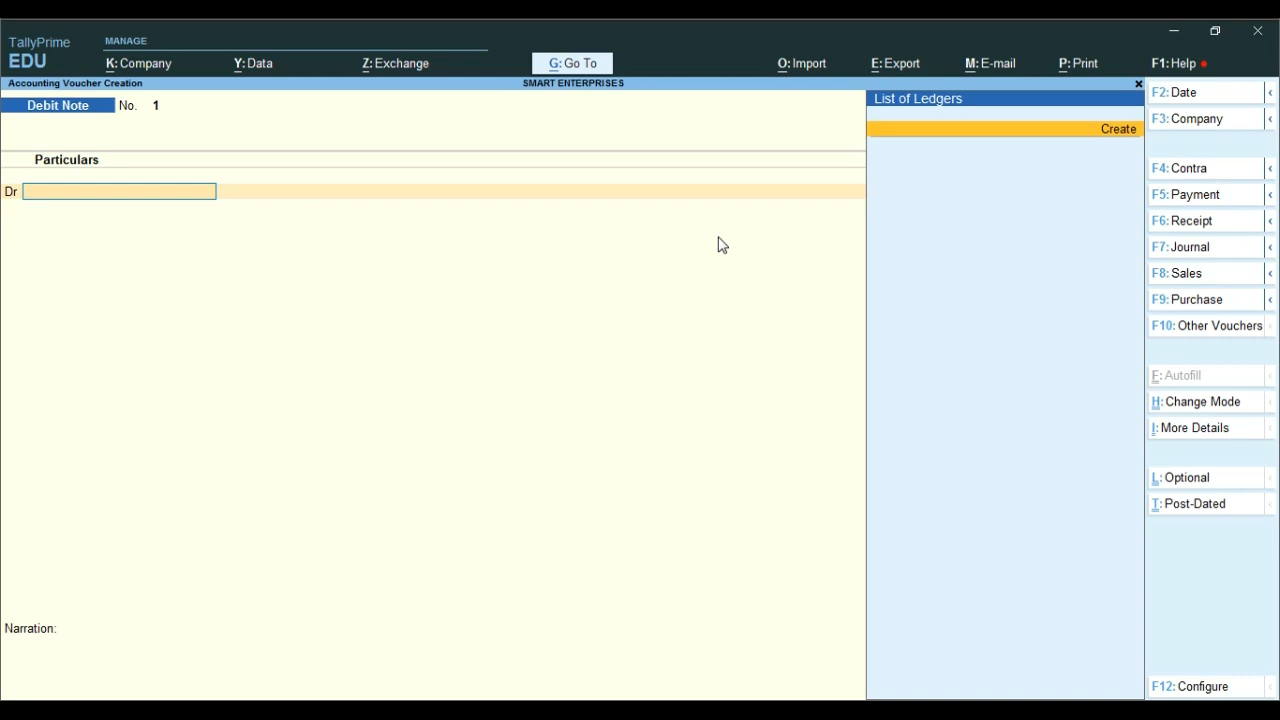 TallyPrime
EDU
MANAGE
K: Company
Y: Data
Z: Exchange
G: Go To
O: Import
E: Export
M: E-mail
P: Print
F1: Help
Accounting Voucher Creation
SMART ENTERPRISES
Debit Note No. 1
Particulars
Dr
Narration:
List of Ledgers
Create
F2: Date
F3: Company
F4: Contra
F5: Payment
F6: Receipt
F7: Journal
F8: Sales
F9: Purchase
F10: Other Vouchers
F: Autofill
H: Change Mode
I: More Details
L: Optional
T: Post-Dated
F12: Configure